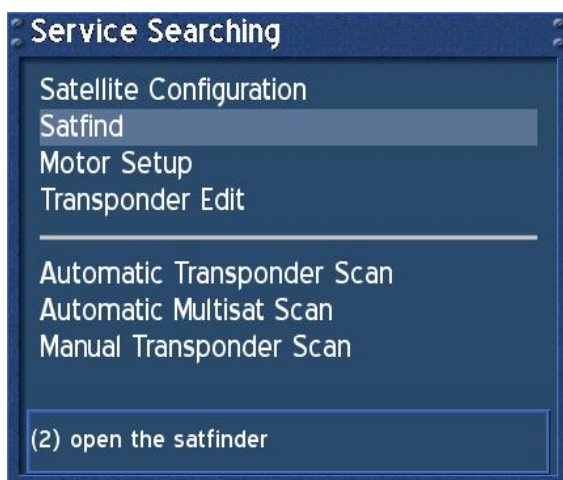 Service Searching
Satellite Configuration
Satfind
Motor Setup
Transponder Edit
Automatic Transponder Scan
Automatic Multisat Scan
Manual Transponder Scan
(2) open the satfinder